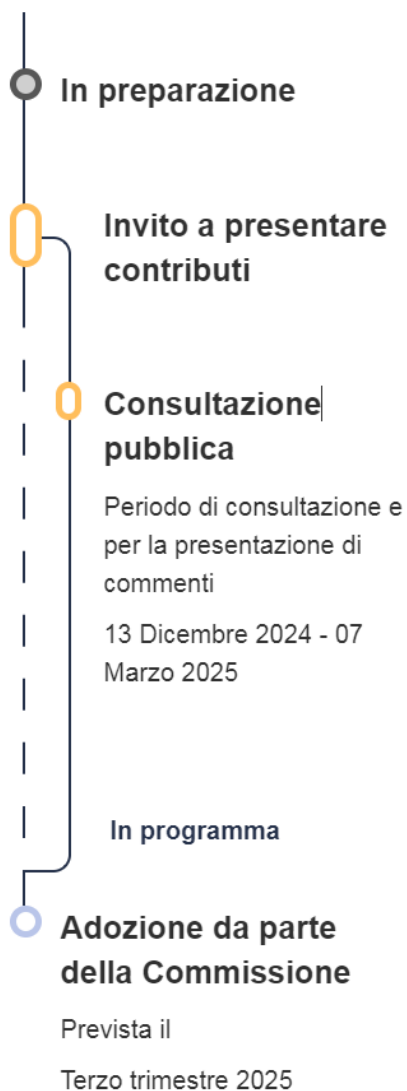 In preparazione
Invito a presentare
contributi
Consultazione
pubblica
Periodo di consultazione e
per la presentazione di
commenti
13 Dicembre 2024 - 07
Marzo 2025
In programma
Adozione da parte
della Commissione
Prevista il
Terzo trimestre 2025